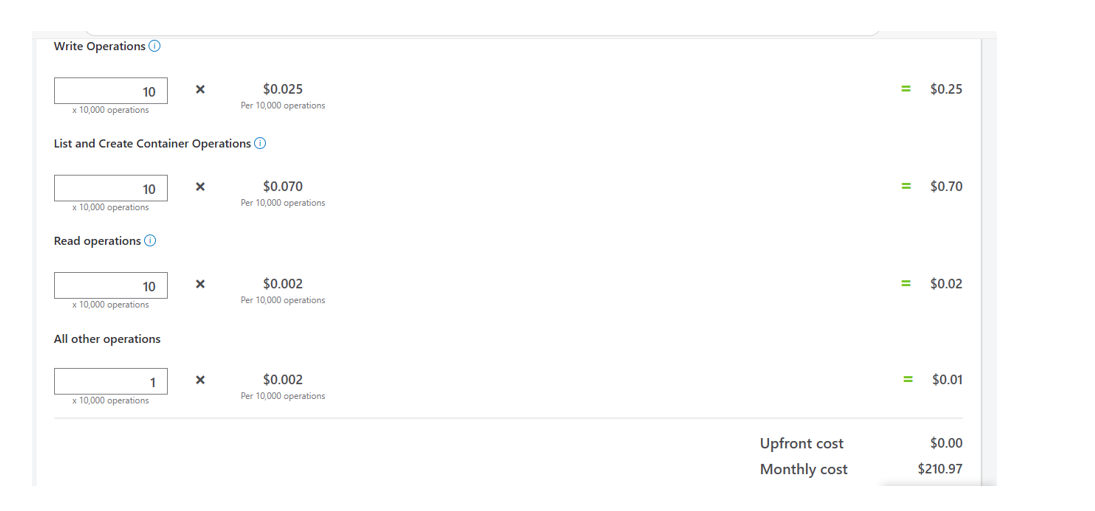 Write Operations
10 × $0.025 = $0.25
x 10,000 operations Per 10,000 operations
List and Create Container Operations
10 × $0.070 = $0.70
x 10,000 operations Per 10,000 operations
Read operations
10 × $0.002 = $0.02
x 10,000 operations Per 10,000 operations
All other operations
1 × $0.002 = $0.01
x 10,000 operations Per 10,000 operations
Upfront cost $0.00
Monthly cost $210.97